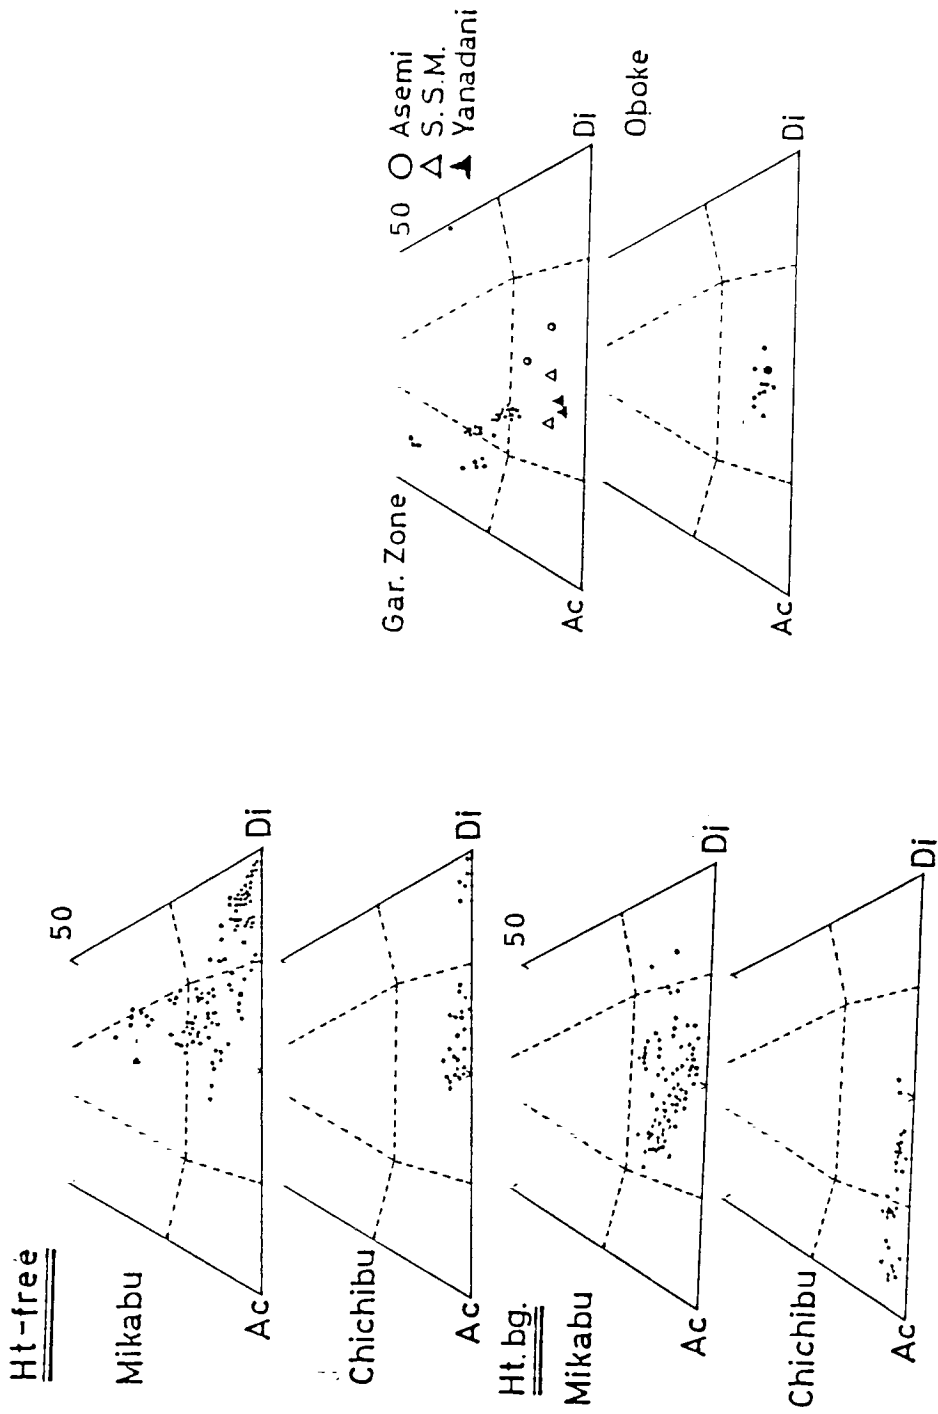 Ht-free
Mikabu
50
Ac
Di
Chichibu
Ac
Di
Ht.bg.
Mikabu
50
Ac
Di
Chichibu
Ac
Di
Gar. Zone
50
O Asemi
△ S.S.M.
▲ Yanadani
Ac
Di
Oboke
Ac
Di